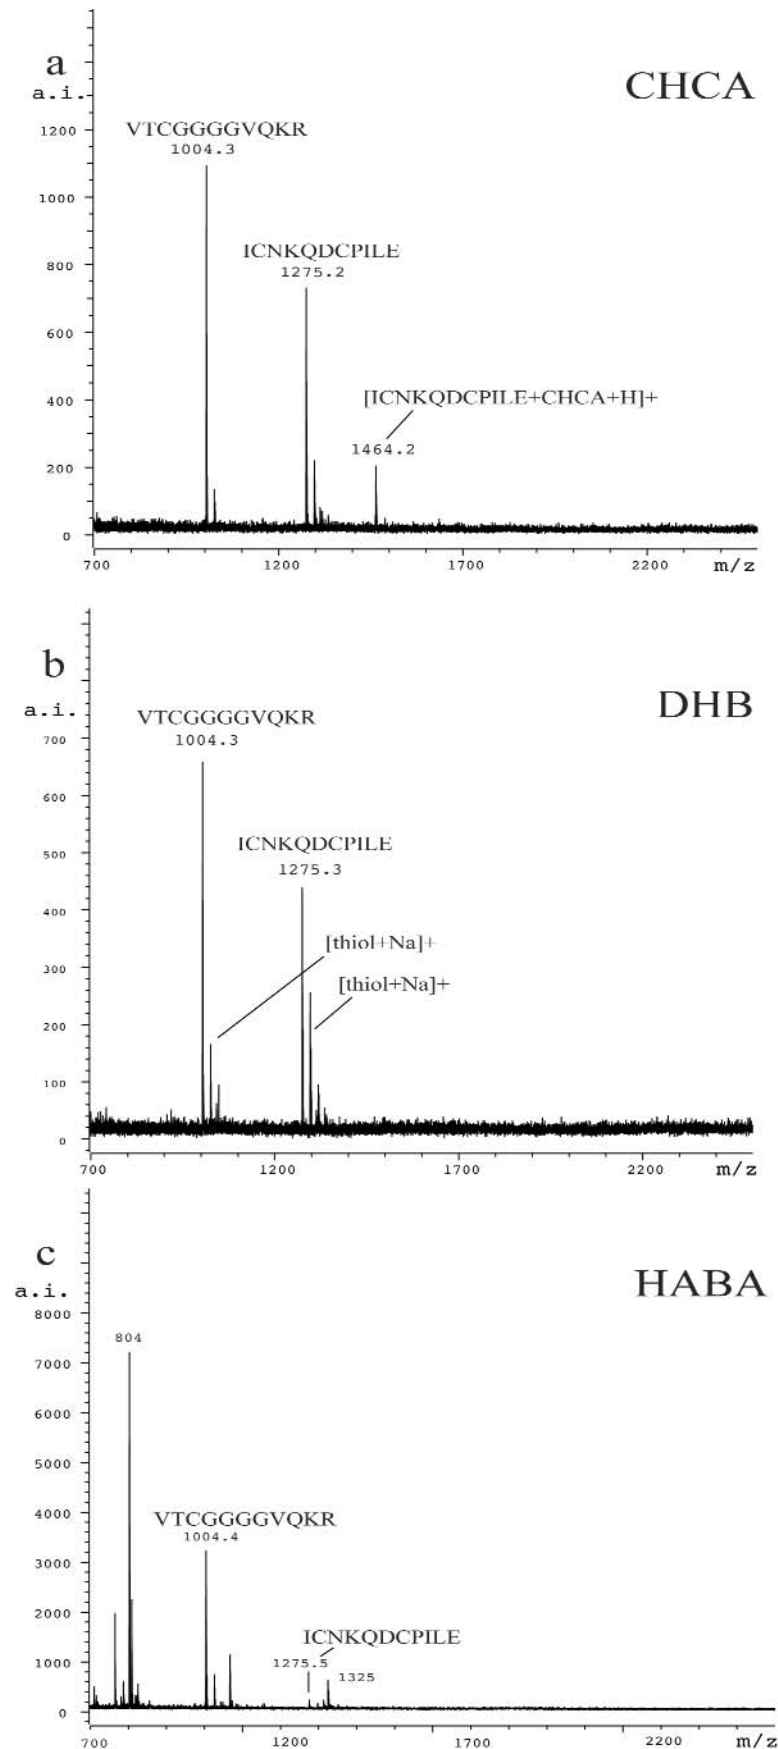 a
CHCA
a.i.
VTCGGGGVQKR
1004.3
1200
1000
ICNKQDCPILE
1275.2
800
600
400
[ICNKQDCPILE+CHCA+H]+
1464.2
200
0
700 1200 1700 2200 m/z
b
DHB
a.i.
VTCGGGGVQKR
1004.3
700
600
500
ICNKQDCPILE
1275.3
400
[thiol+Na]+
300
[thiol+Na]+
200
100
0
700 1200 1700 2200 m/z
c
HABA
a.i.
8000
804
7000
6000
5000
4000
VTCGGGGVQKR
1004.4
3000
2000
ICNKQDCPILE
1275.5
1325
1000
0
700 1200 1700 2200 m/z